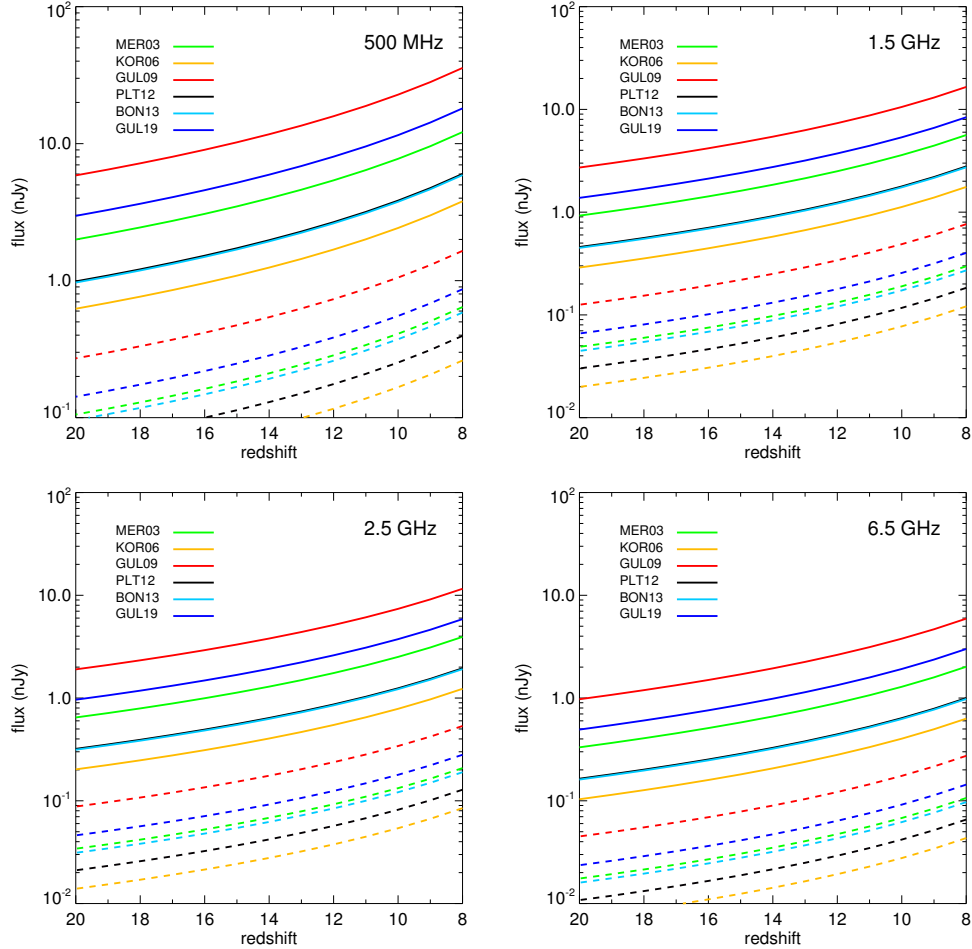 500 MHz
MER03
KOR06
GUL09
PLT12
BON13
GUL19
10²
10.0
1.0
10⁻¹
flux (nJy)
20 18 16 14 12 10 8
redshift
1.5 GHz
MER03
KOR06
GUL09
PLT12
BON13
GUL19
10²
10.0
1.0
10⁻¹
10⁻²
flux (nJy)
20 18 16 14 12 10 8
redshift
2.5 GHz
MER03
KOR06
GUL09
PLT12
BON13
GUL19
10²
10.0
1.0
10⁻¹
10⁻²
flux (nJy)
20 18 16 14 12 10 8
redshift
6.5 GHz
MER03
KOR06
GUL09
PLT12
BON13
GUL19
10²
10.0
1.0
10⁻¹
10⁻²
flux (nJy)
20 18 16 14 12 10 8
redshift